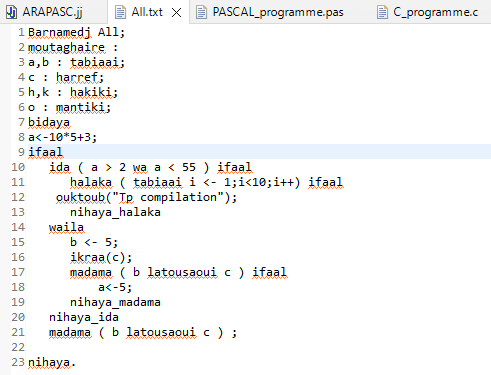 ARAPASC.jj All.txt PASCAL_programme.pas C_programme.c
1 Barnamedj All;
2 moutaghaire :
3 a,b : tabiaai;
4 c : harref;
5 h,k : hakiki;
6 o : mantiki;
7 bidaya
8 a<-10*5+3;
9 ifaal
10 ida ( a > 2 wa a < 55 ) ifaal
11 halaka ( tabiaai i <- 1;i<10;i++) ifaal
12 ouktoub("Tp compilation");
13 nihaya_halaka
14 waila
15 b <- 5;
16 ikraa(c);
17 madama ( b latousaoui c ) ifaal
18 a<-5;
19 nihaya_madama
20 nihaya_ida
21 madama ( b latousaoui c ) ;
22
23 nihaya.